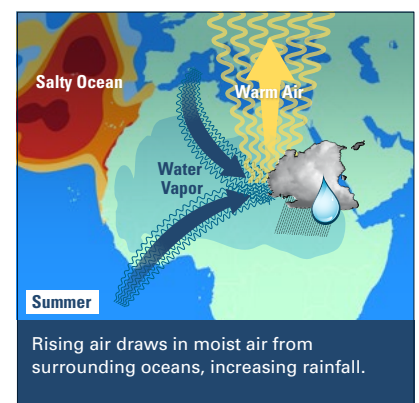 Salty Ocean
Warm Air
Water
Vapor
Summer
Rising air draws in moist air from
surrounding oceans, increasing rainfall.